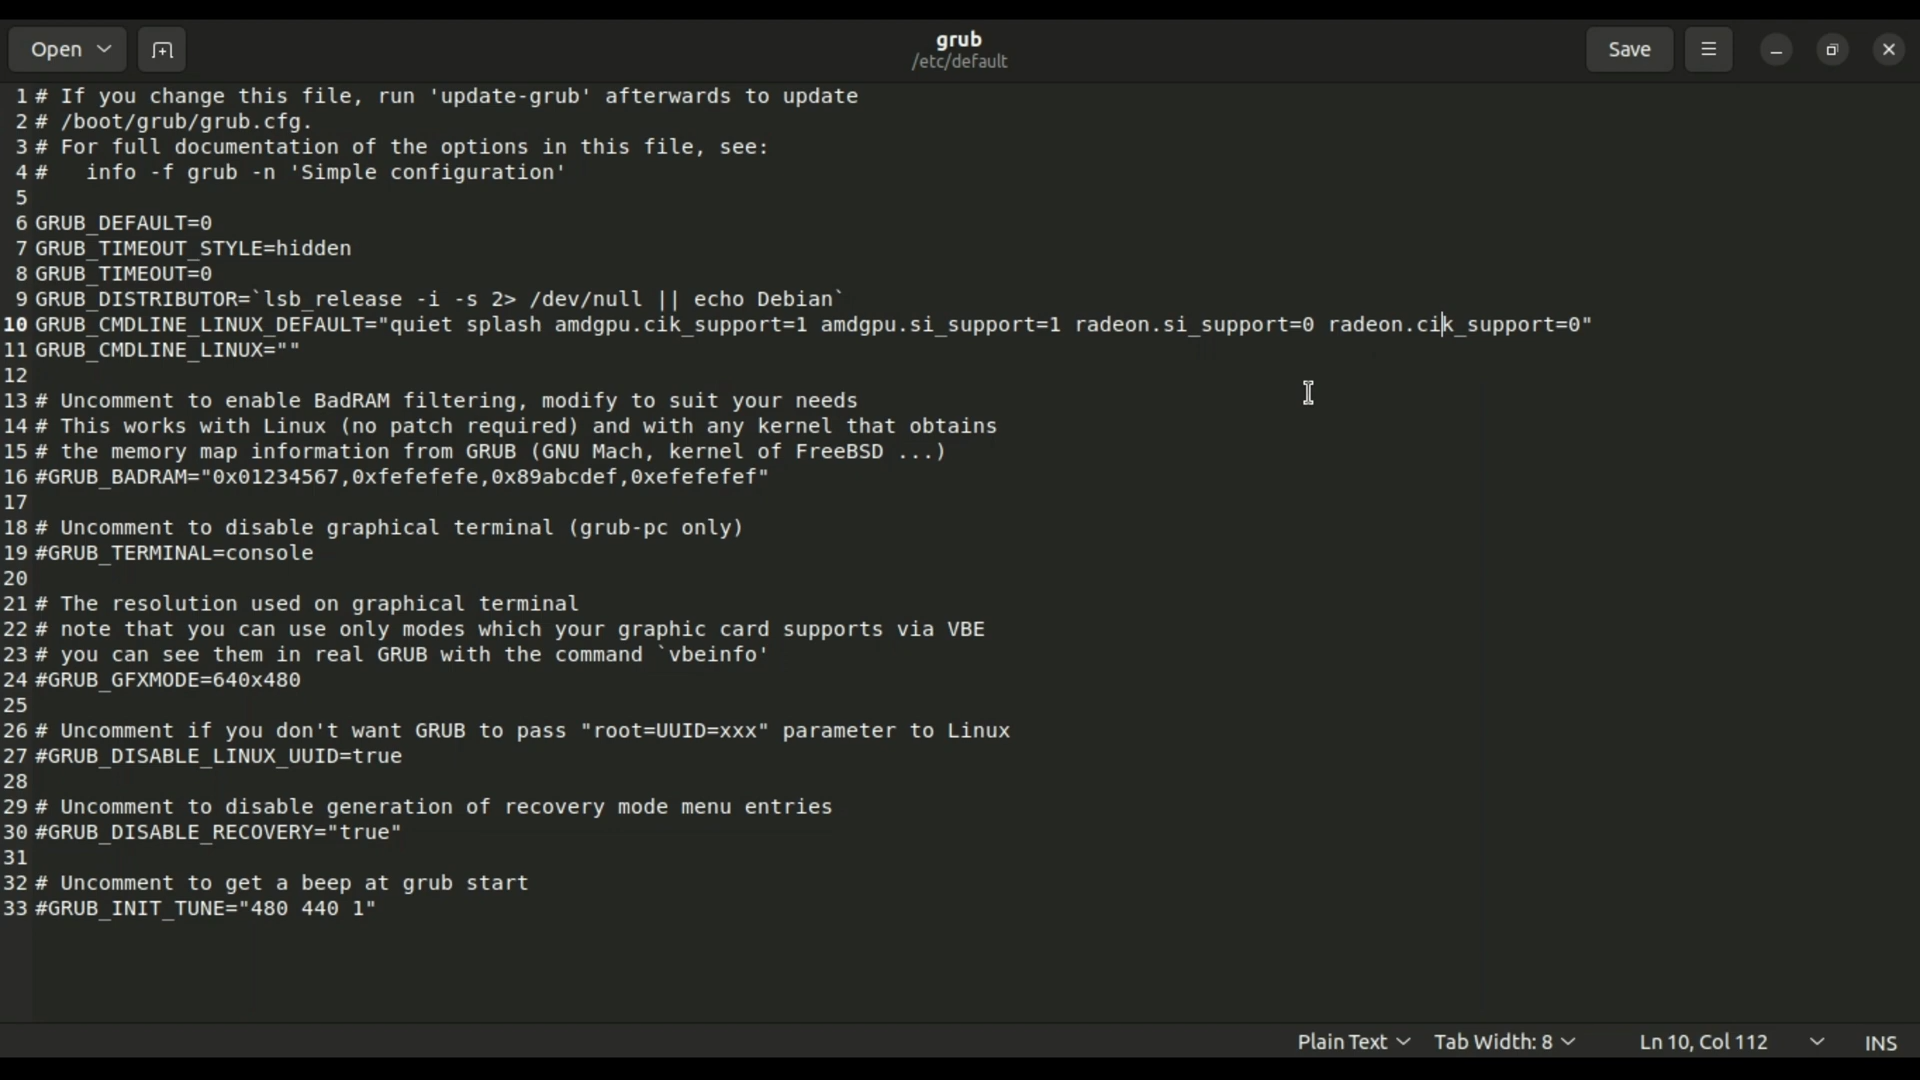 Open
grub
/etc/default
Save
1 # If you change this file, run 'update-grub' afterwards to update
2 # /boot/grub/grub.cfg.
3 # For full documentation of the options in this file, see:
4 #   info -f grub -n 'Simple configuration'
5
6 GRUB_DEFAULT=0
7 GRUB_TIMEOUT_STYLE=hidden
8 GRUB_TIMEOUT=0
9 GRUB_DISTRIBUTOR=`lsb_release -i -s 2> /dev/null || echo Debian`
10 GRUB_CMDLINE_LINUX_DEFAULT="quiet splash amdgpu.cik_support=1 amdgpu.si_support=1 radeon.si_support=0 radeon.cik_support=0"
11 GRUB_CMDLINE_LINUX=""
12
13 # Uncomment to enable BadRAM filtering, modify to suit your needs
14 # This works with Linux (no patch required) and with any kernel that obtains
15 # the memory map information from GRUB (GNU Mach, kernel of FreeBSD ...)
16 #GRUB_BADRAM="0x01234567,0xfefefefe,0x89abcdef,0xefefefef"
17
18 # Uncomment to disable graphical terminal (grub-pc only)
19 #GRUB_TERMINAL=console
20
21 # The resolution used on graphical terminal
22 # note that you can use only modes which your graphic card supports via VBE
23 # you can see them in real GRUB with the command `vbeinfo'
24 #GRUB_GFXMODE=640x480
25
26 # Uncomment if you don't want GRUB to pass "root=UUID=xxx" parameter to Linux
27 #GRUB_DISABLE_LINUX_UUID=true
28
29 # Uncomment to disable generation of recovery mode menu entries
30 #GRUB_DISABLE_RECOVERY="true"
31
32 # Uncomment to get a beep at grub start
33 #GRUB_INIT_TUNE="480 440 1"
Plain Text Tab Width: 8 Ln 10, Col 112 INS